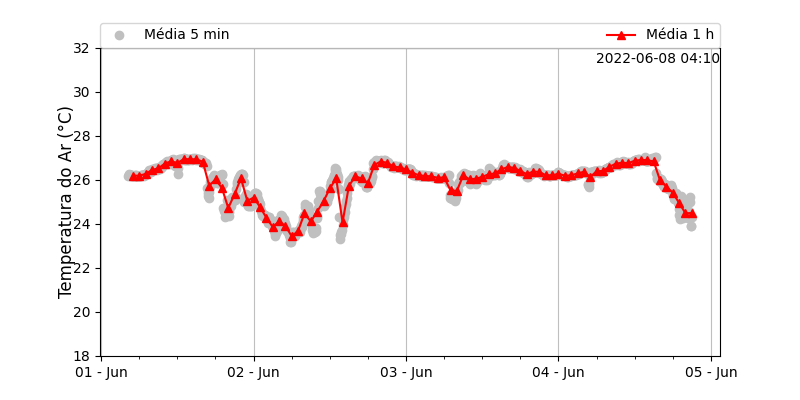 Média 5 min
Média 1 h
2022-06-08 04:10
Temperatura do Ar (°C)
32
30
28
26
24
22
20
18
01 - Jun
02 - Jun
03 - Jun
04 - Jun
05 - Jun